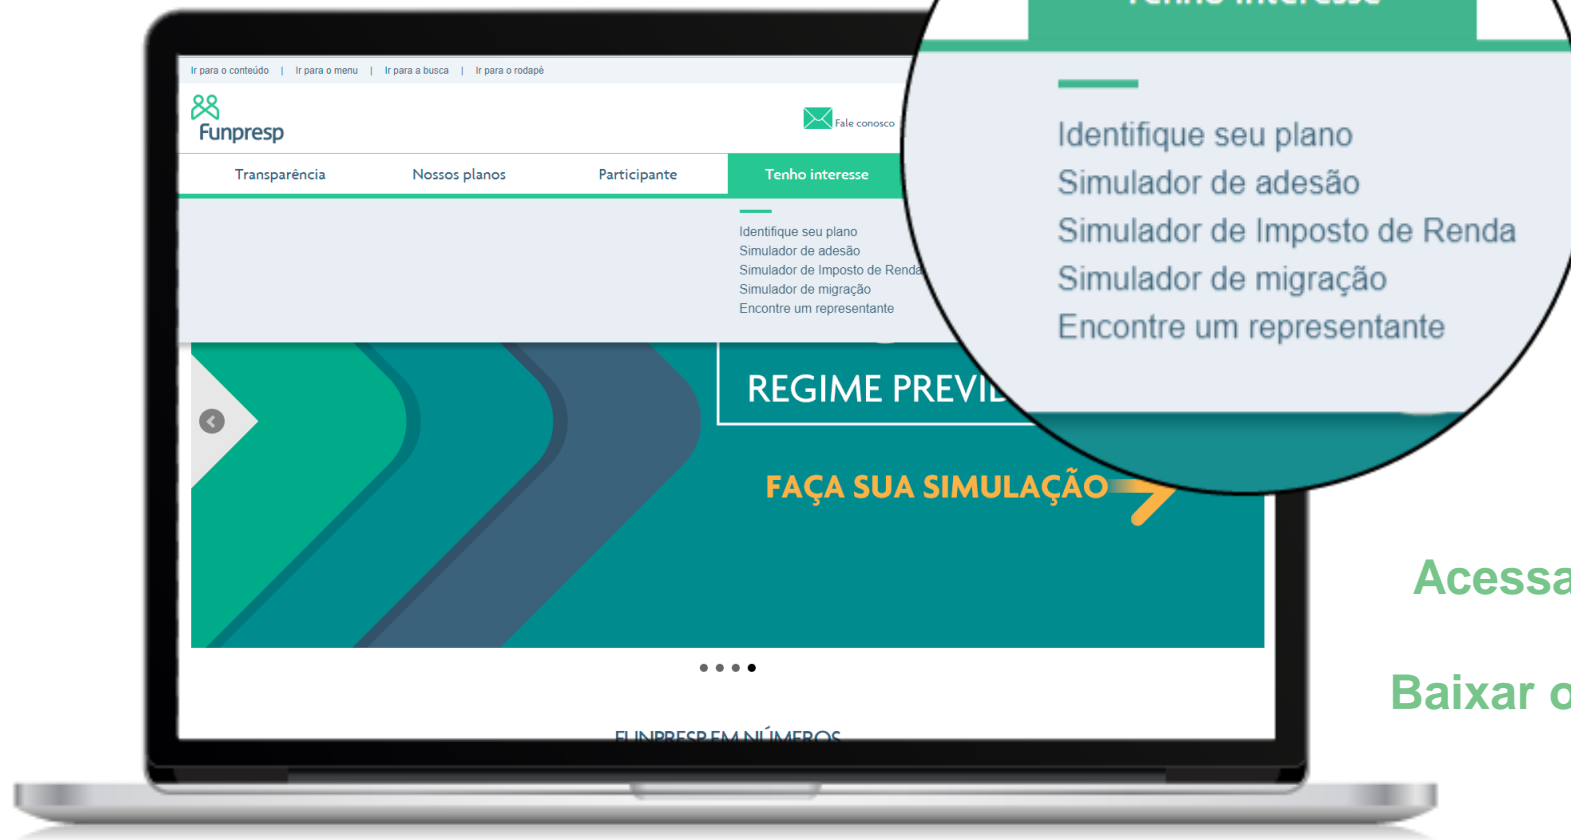 Ir para o conteúdo | Ir para o menu | Ir para a busca | Ir para o rodapé
Funpresp
Fale conosco
Transparência Nossos planos Participante Tenho interesse
Identifique seu plano
Simulador de adesão
Simulador de Imposto de Renda
Simulador de migração
Encontre um representante
Tenho interesse
Identifique seu plano
Simulador de adesão
Simulador de Imposto de Renda
Simulador de migração
Encontre um representante
REGIME
FAÇA SUA SIMULAÇÃO
FUNPRESP EM NÚMEROS
Baixar o